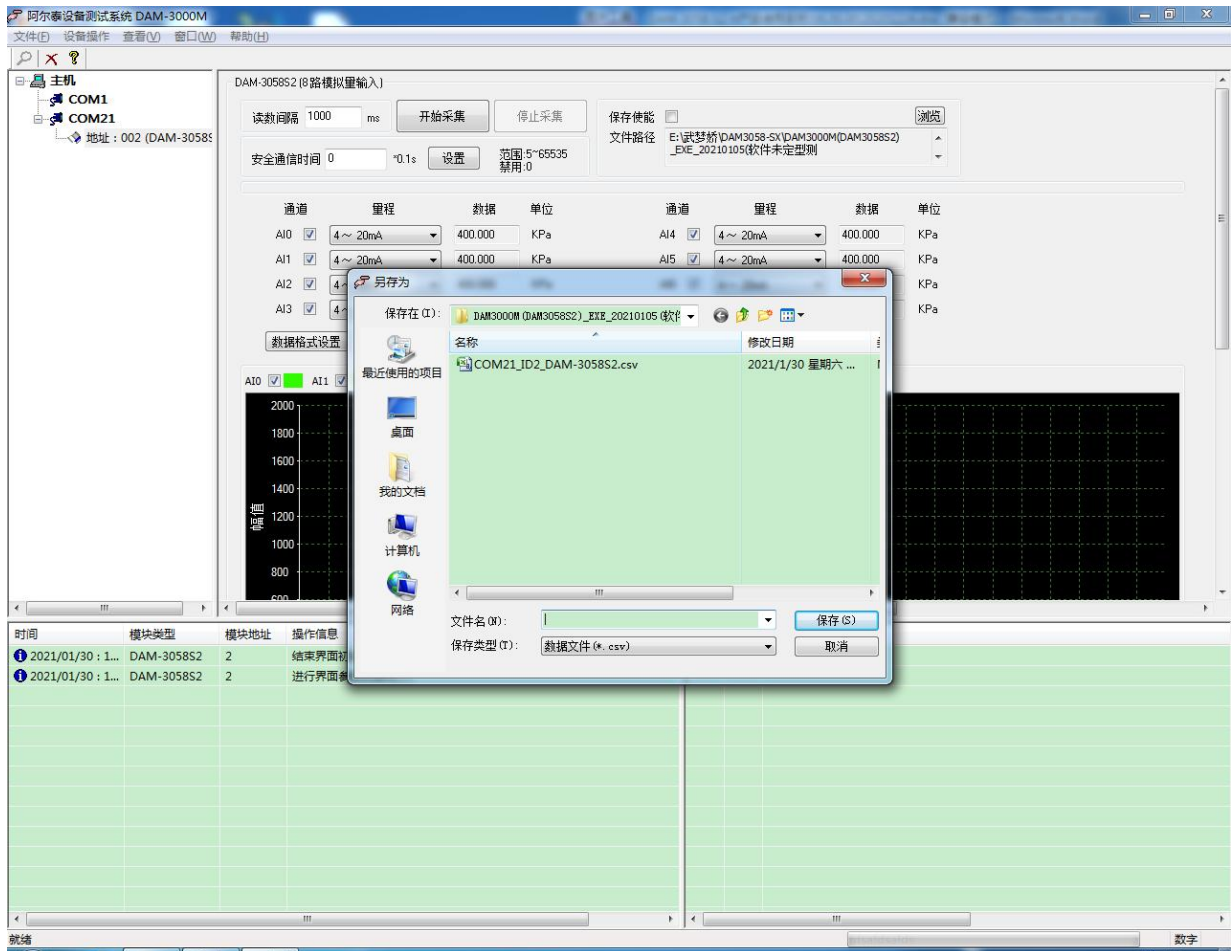 阿尔泰设备测试系统 DAM-3000M
文件(F) 设备操作 查看(V) 窗口(W) 帮助(H)
主机
COM1
COM21
地址：002 (DAM-3058S
DAM-3058S2 (8路模拟量输入)
读数间隔 1000 ms 开始采集 停止采集
安全通信时间 0 *0.1s 设置 范围:5~65535
禁用:0
保存使能 浏览
文件路径 E:\武梦娇\DAM3058-SX\DAM3000M(DAM3058S2)
_EXE_20210105(软件未定型测
通道 量程 数据 单位 通道 量程 数据 单位
AI0 4～ 20mA 400.000 KPa AI4 4～ 20mA 400.000 KPa
AI1 4～ 20mA 400.000 KPa AI5 4～ 20mA 400.000 KPa
AI2 KPa
AI3 KPa
数据格式设置
AI0 AI1
2000
1800
1600
1400
1200
1000
800
600
幅值
另存为
保存在(I): DAM3000M(DAM3058S2)_EXE_20210105(软件
名称 修改日期
COM21_ID2_DAM-3058S2.csv 2021/1/30 星期六 ...
最近使用的项目
桌面
我的文档
计算机
网络
文件名(N): 保存(S)
保存类型(T): 数据文件(*.csv) 取消
时间 模块类型 模块地址 操作信息
2021/01/30 : 1... DAM-3058S2 2 结束界面初
2021/01/30 : 1... DAM-3058S2 2 进行界面参
就绪 数字